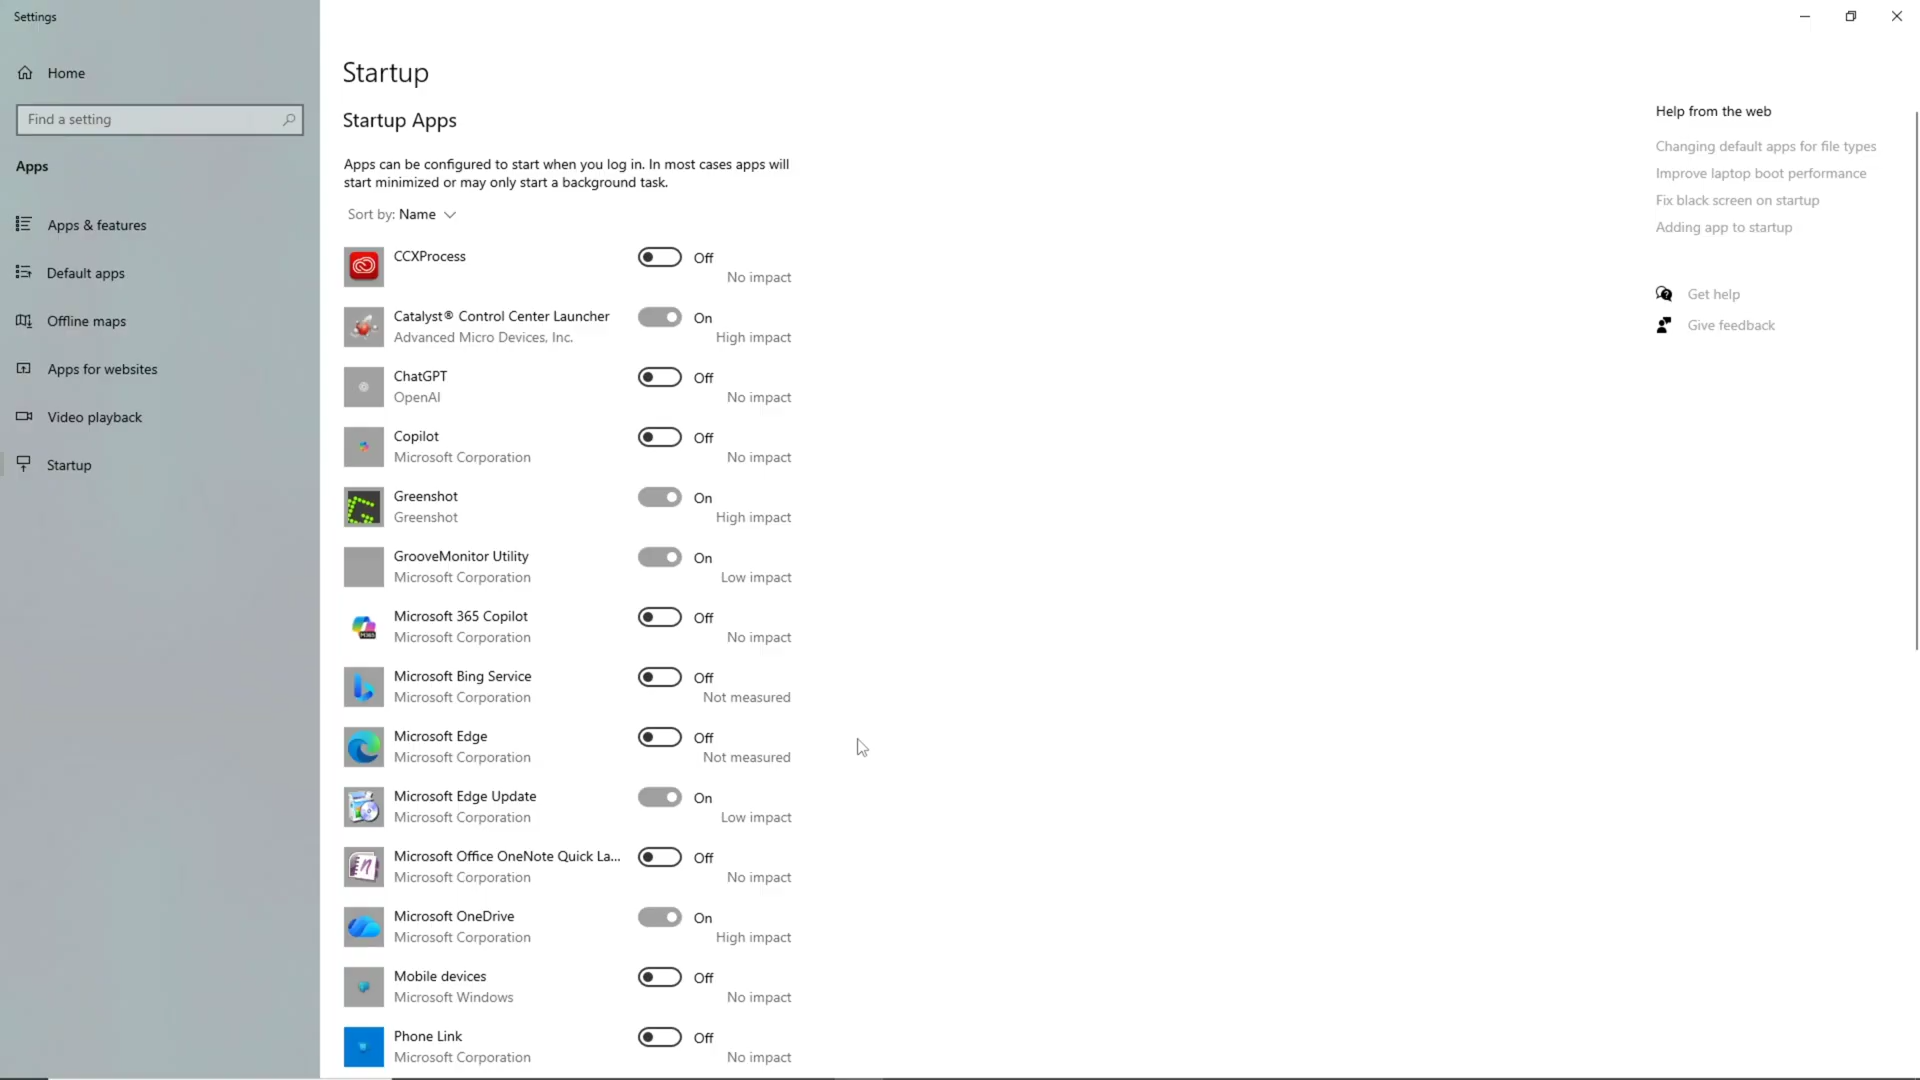 Settings
Home
Find a setting
Apps
Apps & features
Default apps
Offline maps
Apps for websites
Video playback
Startup
Startup
Startup Apps
Apps can be configured to start when you log in. In most cases apps will
start minimized or may only start a background task.
Sort by: Name
CCXProcess
Off
No impact
Catalyst® Control Center Launcher
On
Advanced Micro Devices, Inc.
High impact
ChatGPT
Off
OpenAI
No impact
Copilot
Off
Microsoft Corporation
No impact
Greenshot
On
Greenshot
High impact
GrooveMonitor Utility
On
Microsoft Corporation
Low impact
Microsoft 365 Copilot
Off
Microsoft Corporation
No impact
Microsoft Bing Service
Off
Microsoft Corporation
Not measured
Microsoft Edge
Off
Microsoft Corporation
Not measured
Microsoft Edge Update
On
Microsoft Corporation
Low impact
Microsoft Office OneNote Quick La...
Off
Microsoft Corporation
No impact
Microsoft OneDrive
On
Microsoft Corporation
High impact
Mobile devices
Off
Microsoft Windows
No impact
Phone Link
Off
Microsoft Corporation
No impact
Help from the web
Changing default apps for file types
Improve laptop boot performance
Fix black screen on startup
Adding app to startup
Get help
Give feedback